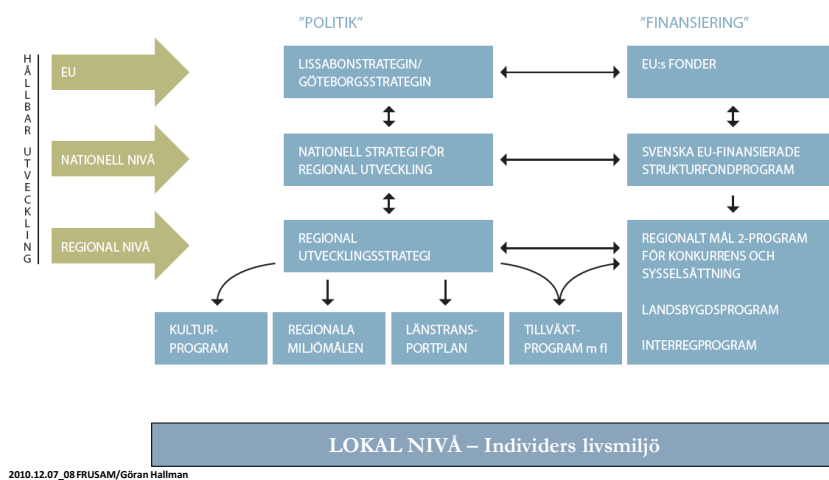 "POLITIK"
"FINANSIERING"
HÅLLBAR UTVECKLING
EU
LISSABONSTRATEGIN/
GÖTEBORGSSTRATEGIN
EU:s FONDER
NATIONELL NIVÅ
NATIONELL STRATEGI FÖR
REGIONAL UTVECKLING
SVENSKA EU-FINANSIERADE
STRUKTURFONDPROGRAM
REGIONAL NIVÅ
REGIONAL
UTVECKLINGSSTRATEGI
REGIONALT MÅL 2-PROGRAM
FÖR KONKURRENS OCH
SYSSELSÄTTNING
LANDSBYGDSPROGRAM
INTERREGPROGRAM
KULTUR-
PROGRAM
REGIONALA
MILJÖMÅLEN
LÄNSTRANS-
PORTPLAN
TILLVÄXT-
PROGRAM m fl
LOKAL NIVÅ – Individers livsmiljö
2010.12.07_08 FRUSAM/Göran Hallman